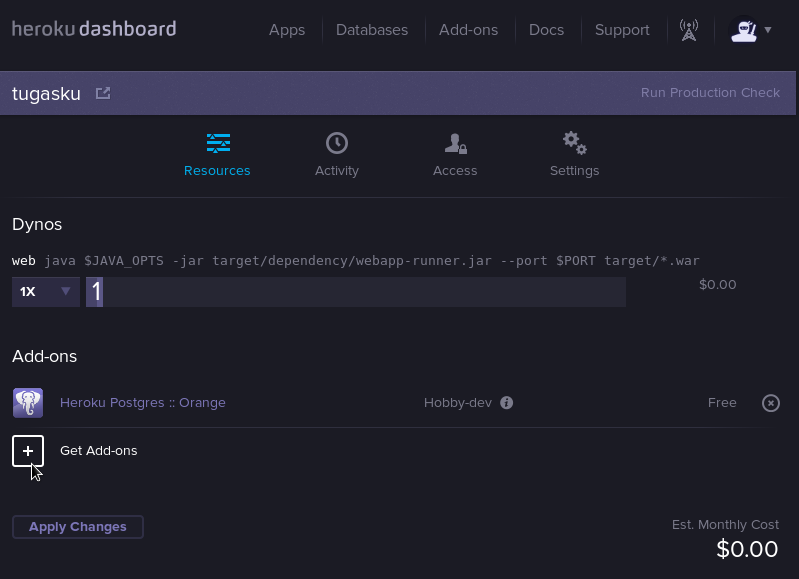 heroku dashboard Apps Databases Add-ons Docs Support
tugasku Run Production Check
Resources Activity Access Settings
Dynos
web java $JAVA_OPTS -jar target/dependency/webapp-runner.jar --port $PORT target/*.war
1X 1 $0.00
Add-ons
Heroku Postgres :: Orange Hobby-dev Free
Get Add-ons
Apply Changes Est. Monthly Cost
$0.00